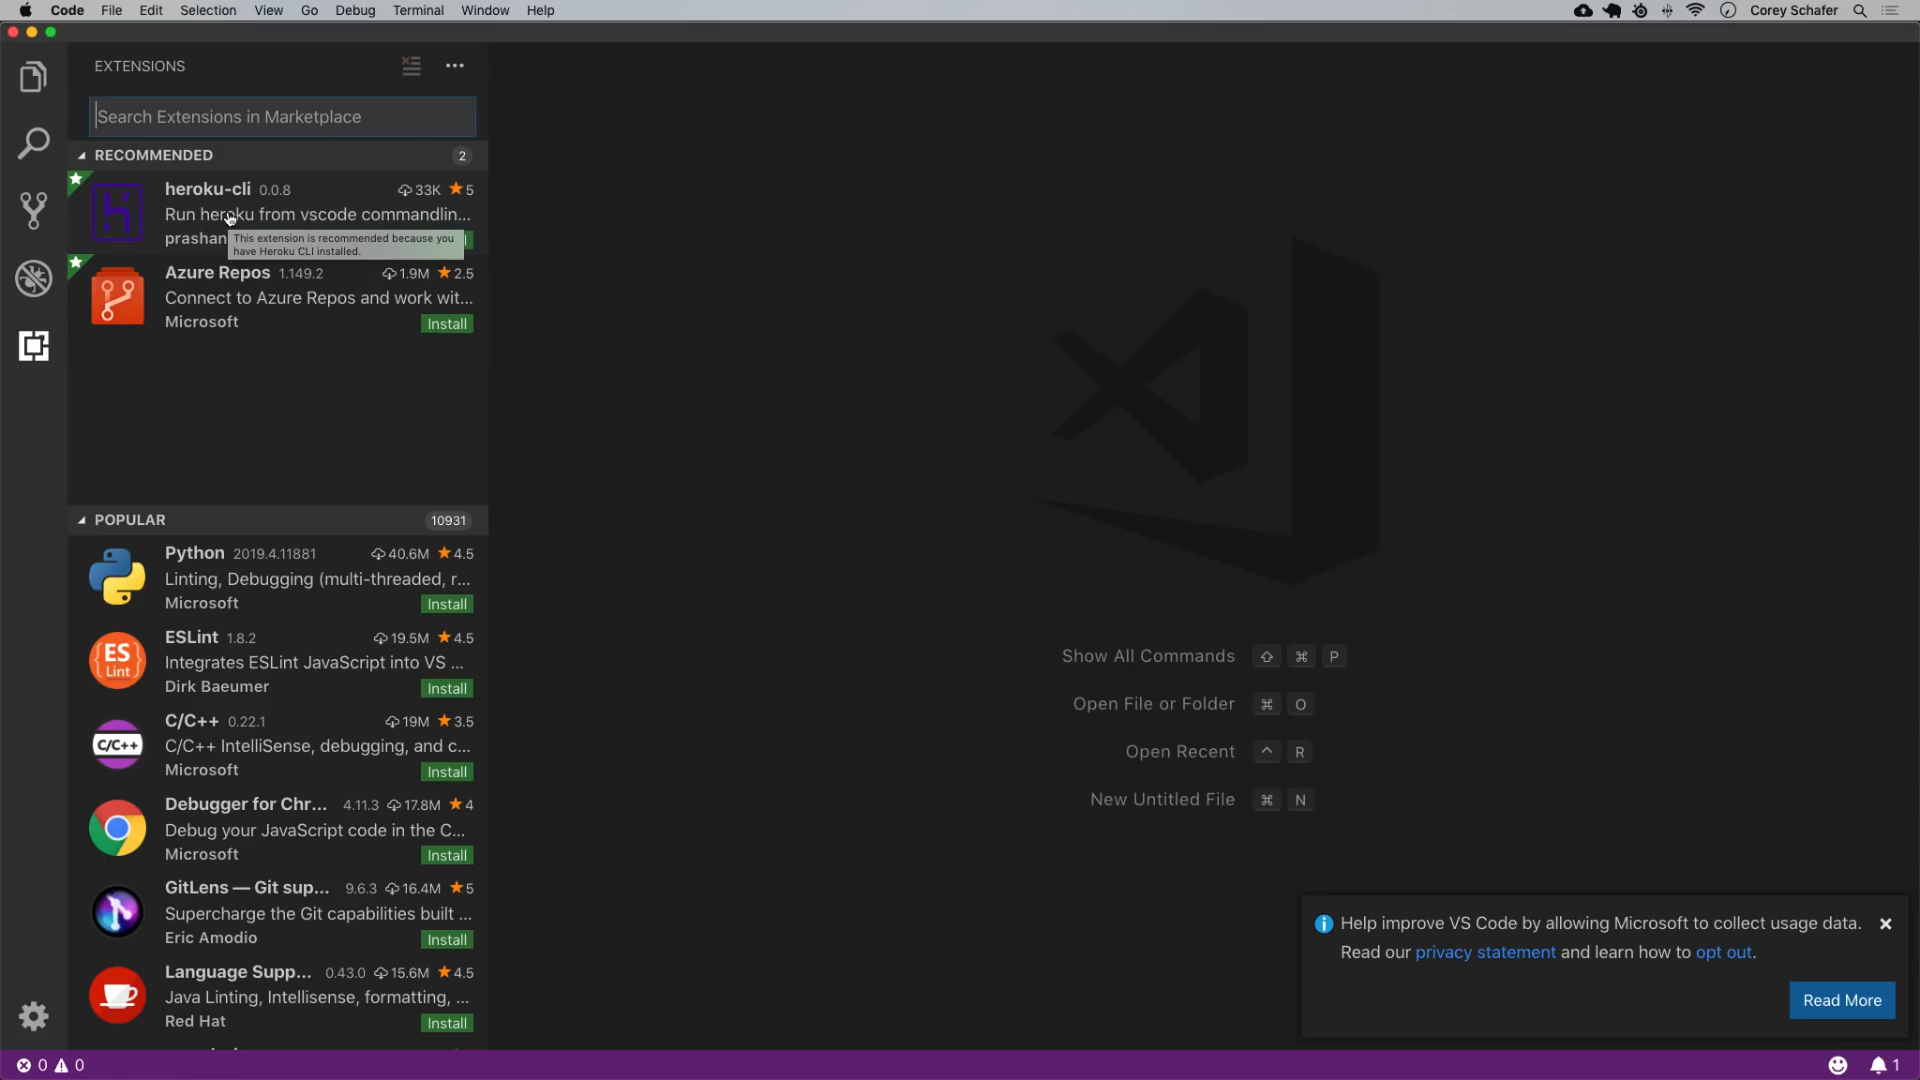 Code File Edit Selection View Go Debug Terminal Window Help Corey Schafer
EXTENSIONS
Search Extensions in Marketplace
RECOMMENDED 2
heroku-cli 0.0.8 33K 5
Run heroku from vscode commandlin...
prashan
This extension is recommended because you
have Heroku CLI installed.
Azure Repos 1.149.2 1.9M 2.5
Connect to Azure Repos and work wit...
Microsoft Install
POPULAR 10931
Python 2019.4.11881 40.6M 4.5
Linting, Debugging (multi-threaded, r...
Microsoft Install
ES Lint
ESLint 1.8.2 19.5M 4.5
Integrates ESLint JavaScript into VS ...
Dirk Baeumer Install
C/C++
C/C++ 0.22.1 19M 3.5
C/C++ IntelliSense, debugging, and c...
Microsoft Install
Debugger for Chr... 4.11.3 17.8M 4
Debug your JavaScript code in the C...
Microsoft Install
GitLens — Git sup... 9.6.3 16.4M 5
Supercharge the Git capabilities built ...
Eric Amodio Install
Language Supp... 0.43.0 15.6M 4.5
Java Linting, Intellisense, formatting, ...
Red Hat Install
Show All Commands ⇧ ⌘ P
Open File or Folder ⌘ O
Open Recent ^ R
New Untitled File ⌘ N
Help improve VS Code by allowing Microsoft to collect usage data.
Read our privacy statement and learn how to opt out.
Read More
0 0 1